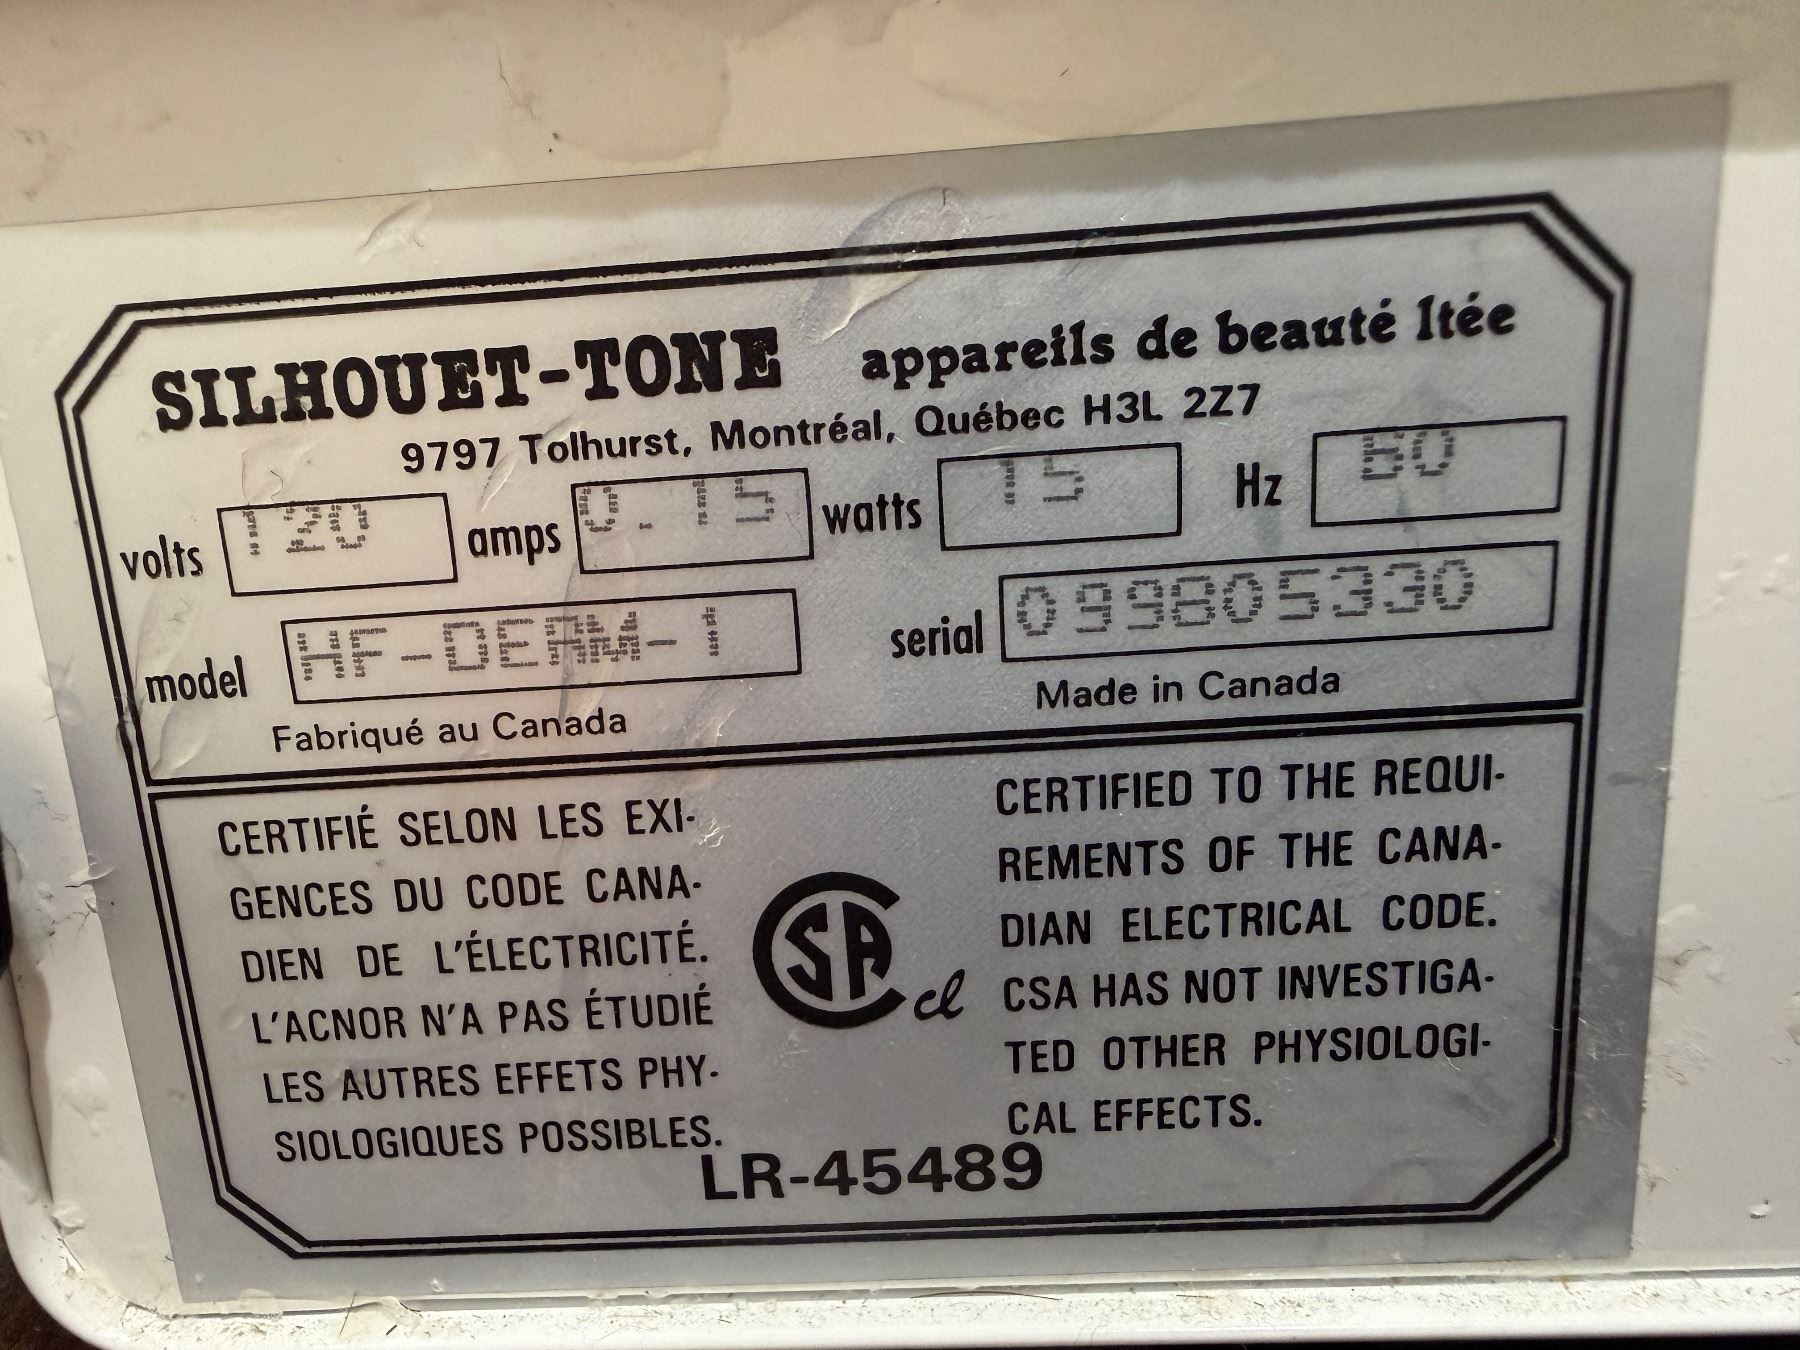 SILHOUET-TONE appareils de beauté ltée
9797 Tolhurst, Montréal, Québec H3L 2Z7
volts 120 amps 0.15 watts 15 Hz
model HF-DERM-1 serial
Fabriqué au Canada Made in Canada
CERTIFIÉ SELON LES EXI-
GENCES DU CODE CANA-
DIEN DE L'ÉLECTRICITÉ.
L'ACNOR N'A PAS ÉTUDIÉ
LES AUTRES EFFETS PHY-
SIOLOGIQUES POSSIBLES.
CSA cl
CERTIFIED TO THE REQUI-
REMENTS OF THE CANA-
DIAN ELECTRICAL CODE.
CSA HAS NOT INVESTIGA-
TED OTHER PHYSIOLOGI-
CAL EFFECTS.
LR-45489